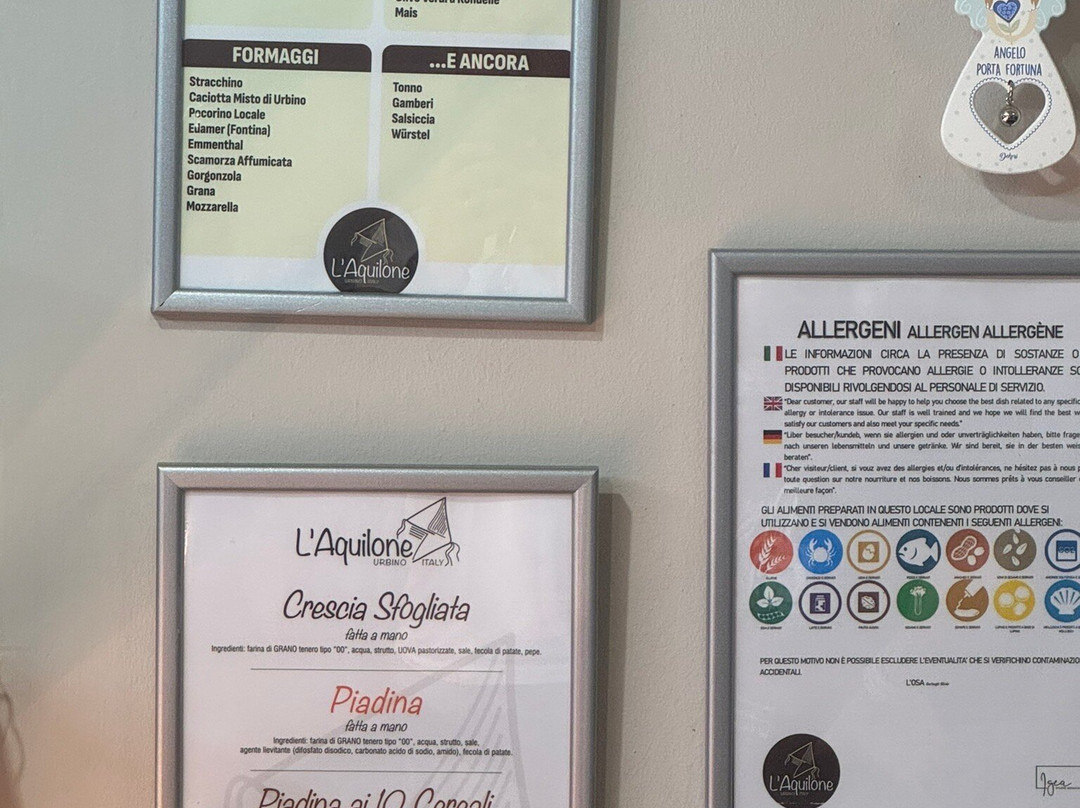 Mais
FORMAGGI
Stracchino
Caciotta Misto di Urbino
Pecorino Locale
Edamer (Fontina)
Emmenthal
Scamorza Affumicata
Gorgonzola
Grana
Mozzarella
...E ANCORA
Tonno
Gamberi
Salsiccia
Würstel
L'Aquilone
URBINO ITALY
ANGELO
PORTA FORTUNA
L'Aquilone
URBINO ITALY
Crescia Sfogliata
fatta a mano
Ingredienti: farina di GRANO tenero tipo "00", acqua, strutto, UOVA pastorizzate, sale, fecola di patate, pepe.
Piadina
fatta a mano
Ingredienti: farina di GRANO tenero tipo "00", acqua, strutto, sale,
agente lievitante (difosfato disodico, carbonato acido di sodio, amido), fecola di patate.
Piadina ai 10 Cereali
ALLERGENI ALLERGEN ALLERGÈNE
LE INFORMAZIONI CIRCA LA PRESENZA DI SOSTANZE O
PRODOTTI CHE PROVOCANO ALLERGIE O INTOLLERANZE SO
DISPONIBILI RIVOLGENDOSI AL PERSONALE DI SERVIZIO.
"Dear customer, our staff will be happy to help you choose the best dish related to any specific
allergy or intolerance issue. Our staff is well trained and we hope we will find the best w
satisfy our customers and also meet your specific needs."
"Liber besucher/kundeb, wenn sie allergien und oder unverträglichkeiten haben, bitte frage
nach unseren lebensmitteln und unsere getränke. Wir sind bereit, sie in der besten weis
beraten".
"Cher visiteur/client, si vouz avez des allergies et/ou d'intolérances, ne hésitez pas à nous p
toute question sur notre nourriture et nos boissons. Nous sommes prêts à vous conseiller
meilleure façon".
GLI ALIMENTI PREPARATI IN QUESTO LOCALE SONO PRODOTTI DOVE SI
UTILIZZANO E SI VENDONO ALIMENTI CONTENENTI I SEGUENTI ALLERGENI:
PER QUESTO MOTIVO NON È POSSIBILE ESCLUDERE L'EVENTUALITA' CHE SI VERIFICHINO CONTAMINAZIO
ACCIDENTALI.
L'OSA
L'Aquilone
Igea